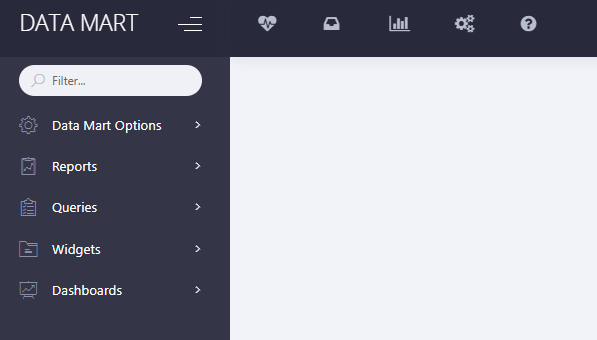 DATA MART
Filter...
Data Mart Options
Reports
Queries
Widgets
Dashboards